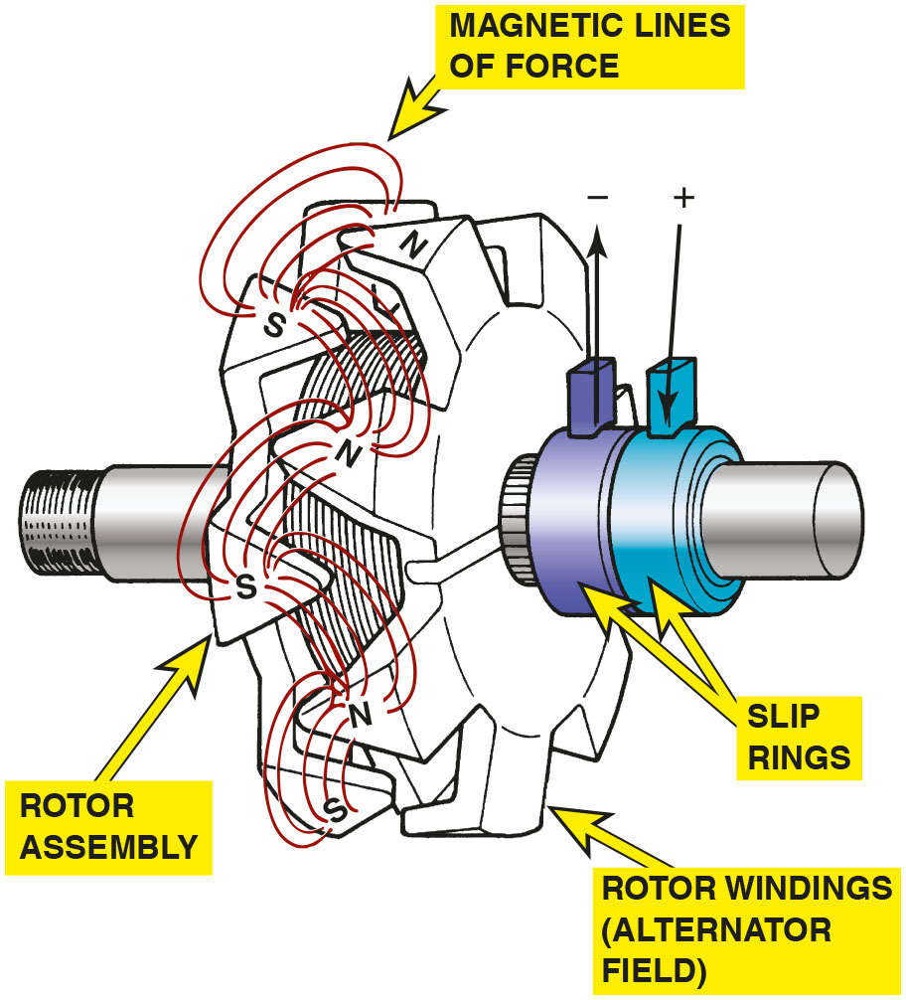 MAGNETIC LINES
OF FORCE
− +
N
S
N
S
N
S
SLIP
RINGS
ROTOR
ASSEMBLY
ROTOR WINDINGS
(ALTERNATOR
FIELD)